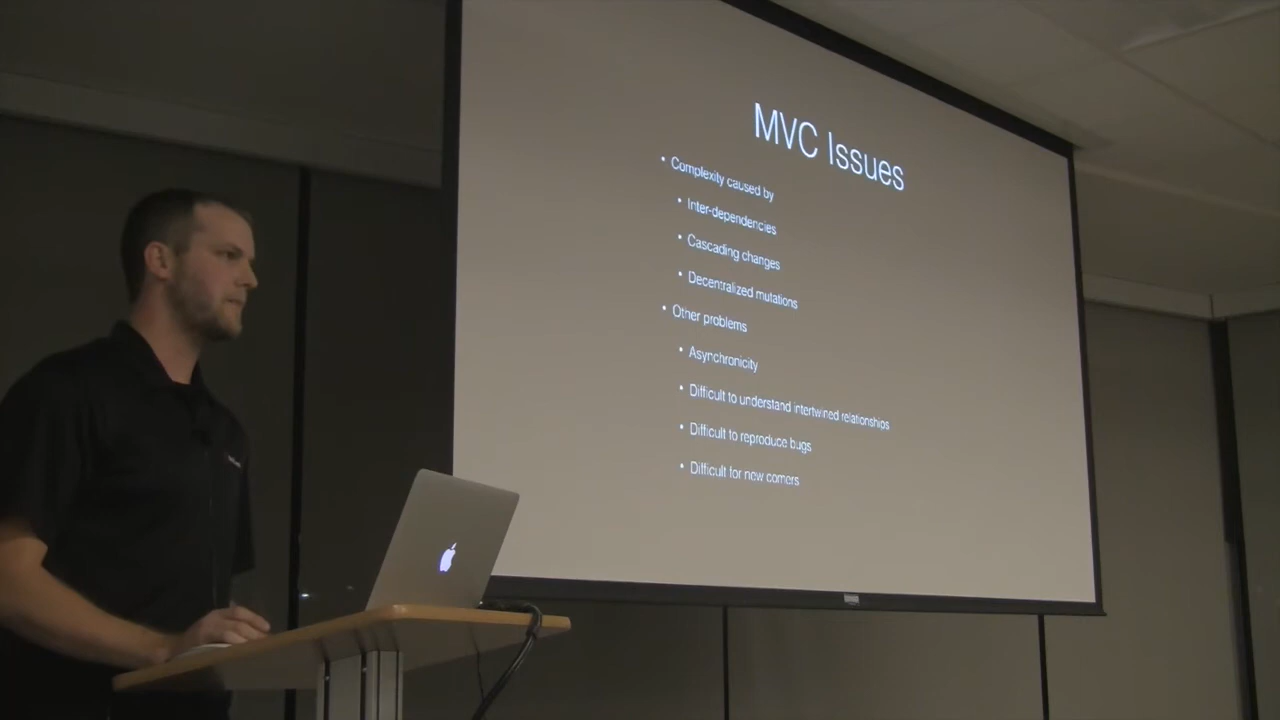 MVC Issues
• Complexity caused by
• Inter-dependencies
• Cascading changes
• Decentralized mutations
• Other problems
• Asynchronicity
• Difficult to understand intertwined relationships
• Difficult to reproduce bugs
• Difficult for new comers